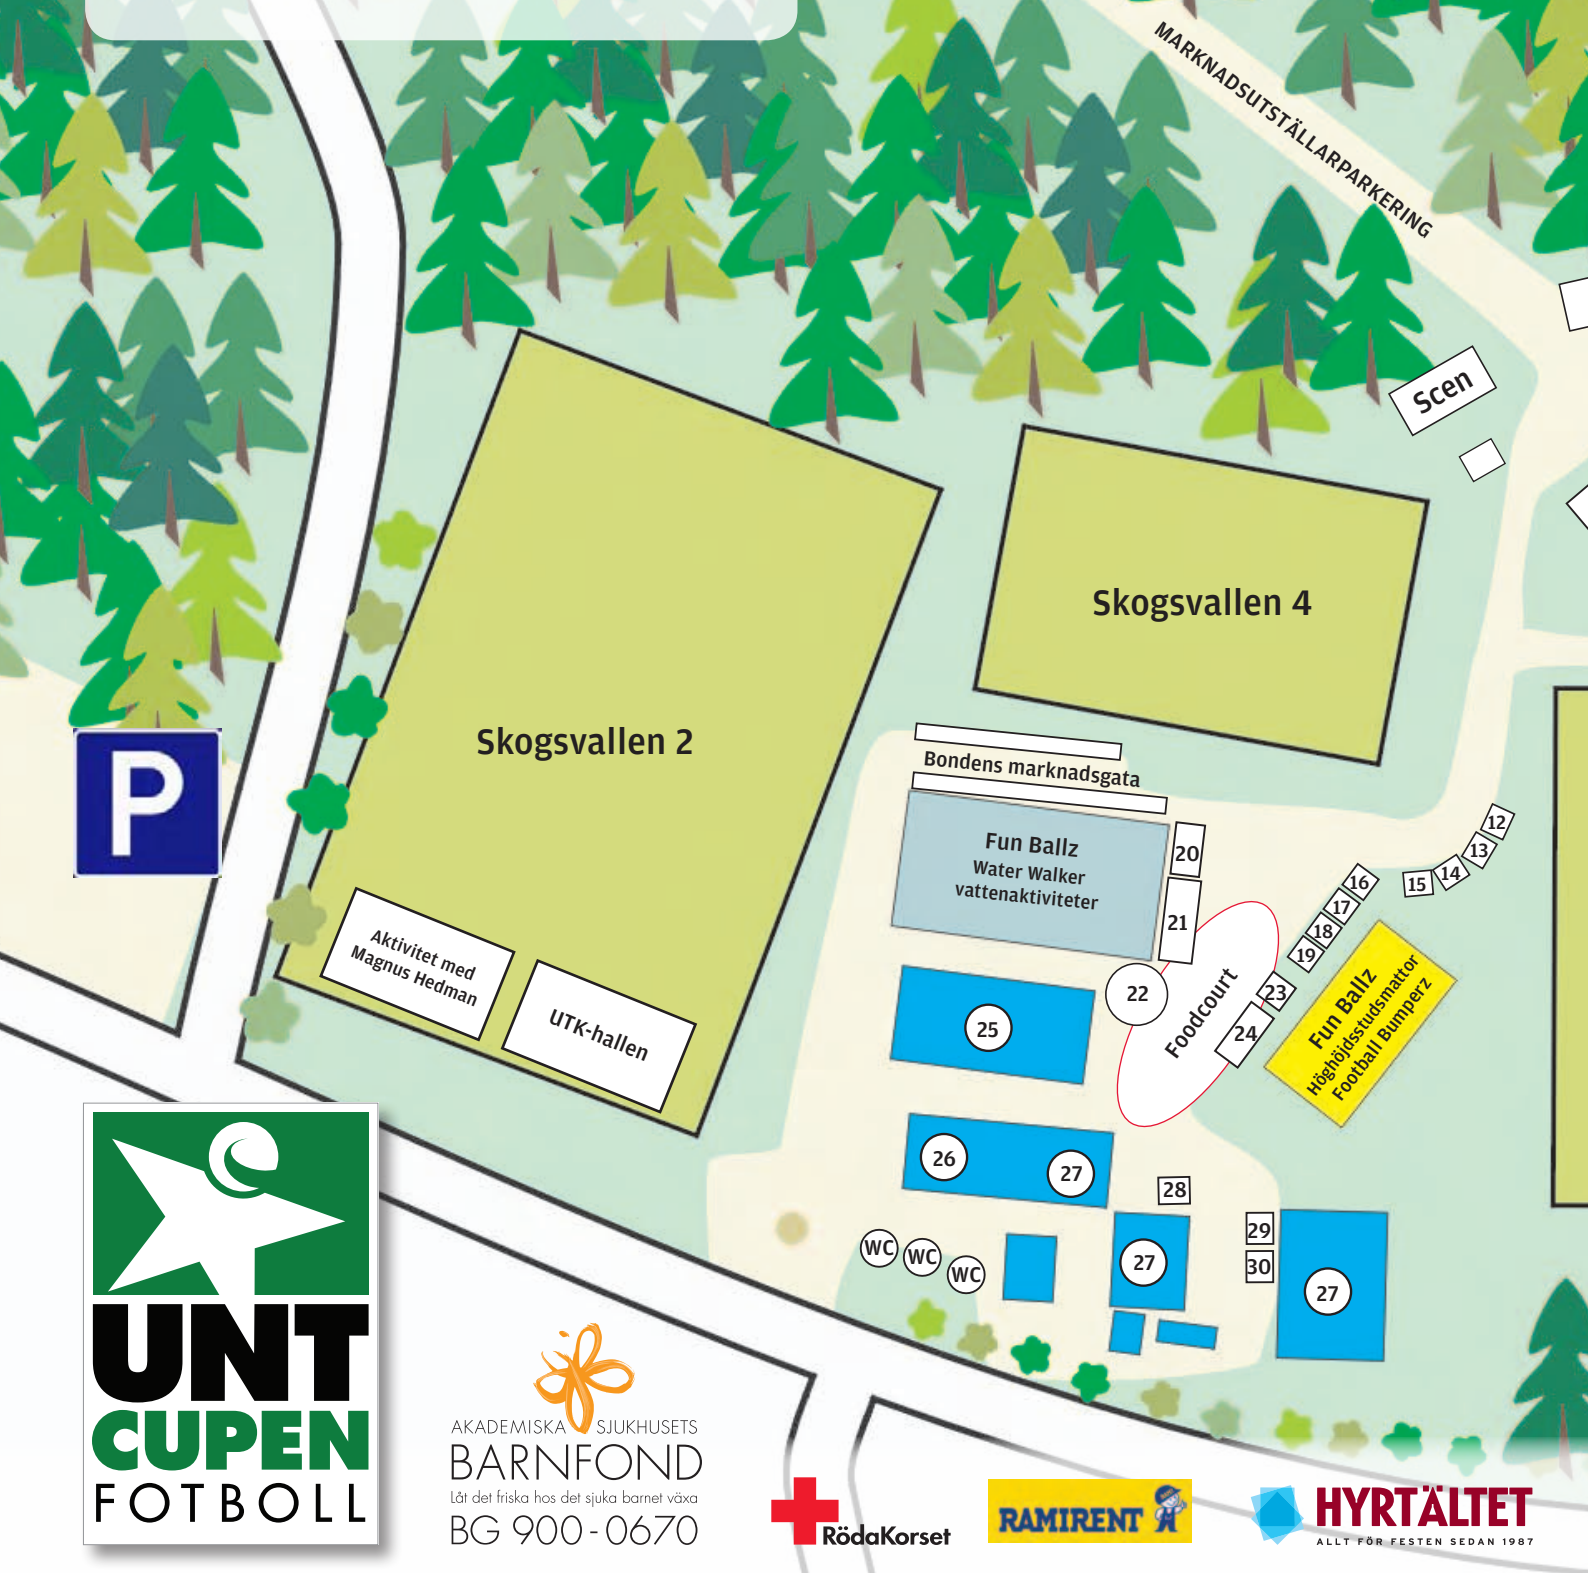 MARKNADSUTSTÄLLARPARKERING
Scen
Skogsvallen 4
Skogsvallen 2
P
Bondens marknadsgata
Fun Ballz
Water Walker
vattenaktiviteter
20
21
12
13
14
15
16
17
18
19
22
Foodcourt
23
24
Fun Ballz
Höghöjdsstudsmattor
Football Bumperz
Aktivitet med
Magnus Hedman
UTK-hallen
25
26
27
28
29
30
27
27
WC
WC
WC
UNT
CUPEN
FOTBOLL
AKADEMISKA SJUKHUSETS
BARNFOND
Låt det friska hos det sjuka barnet växa
BG 900-0670
RödaKorset
RAMIRENT
HYRTÄLTET
ALLT FÖR FESTEN SEDAN 1987